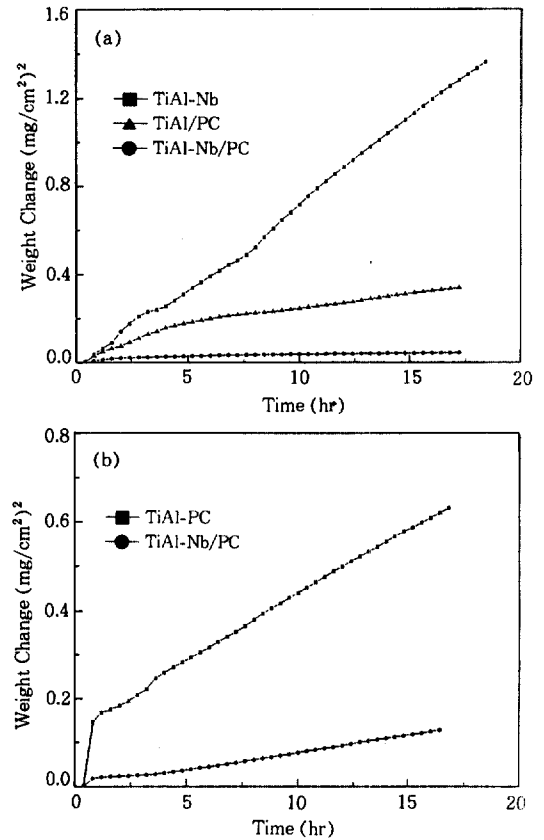 (a)
TiAl-Nb
TiAl/PC
TiAl-Nb/PC
Weight Change (mg/cm²)²
1.6
1.2
0.8
0.4
0.0
0
5
10
15
20
Time (hr)
(b)
TiAl-PC
TiAl-Nb/PC
Weight Change (mg/cm²)²
0.8
0.6
0.4
0.2
0.0
0
5
10
15
20
Time (hr)